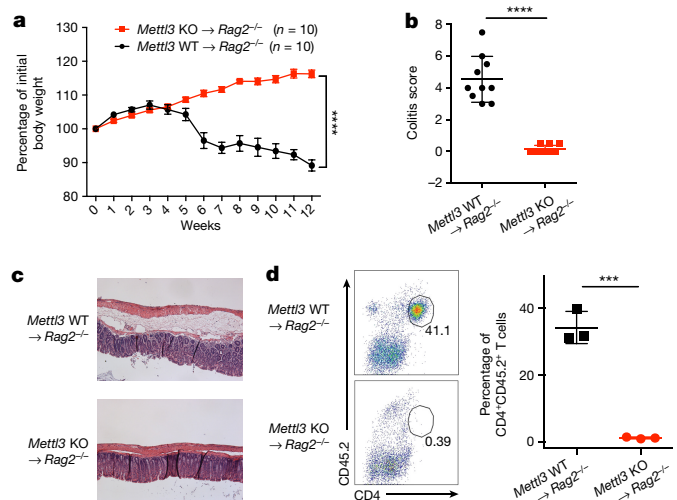 a
Mettl3 KO → Rag2–/– (n = 10)
Mettl3 WT → Rag2–/– (n = 10)
Percentage of initial
body weight
130
120
110
100
90
80
0 1 2 3 4 5 6 7 8 9 10 11 12
Weeks
****
b
****
Colitis score
8
6
4
2
0
–2
Mettl3 WT
→ Rag2–/–
Mettl3 KO
→ Rag2–/–
c
Mettl3 WT
→ Rag2–/–
Mettl3 KO
→ Rag2–/–
d
Mettl3 WT
→ Rag2–/–
41.1
Mettl3 KO
→ Rag2–/–
0.39
CD45.2
CD4
***
Percentage of
CD4+CD45.2+ T cells
40
20
0
Mettl3 WT
→ Rag2–/–
Mettl3 KO
→ Rag2–/–